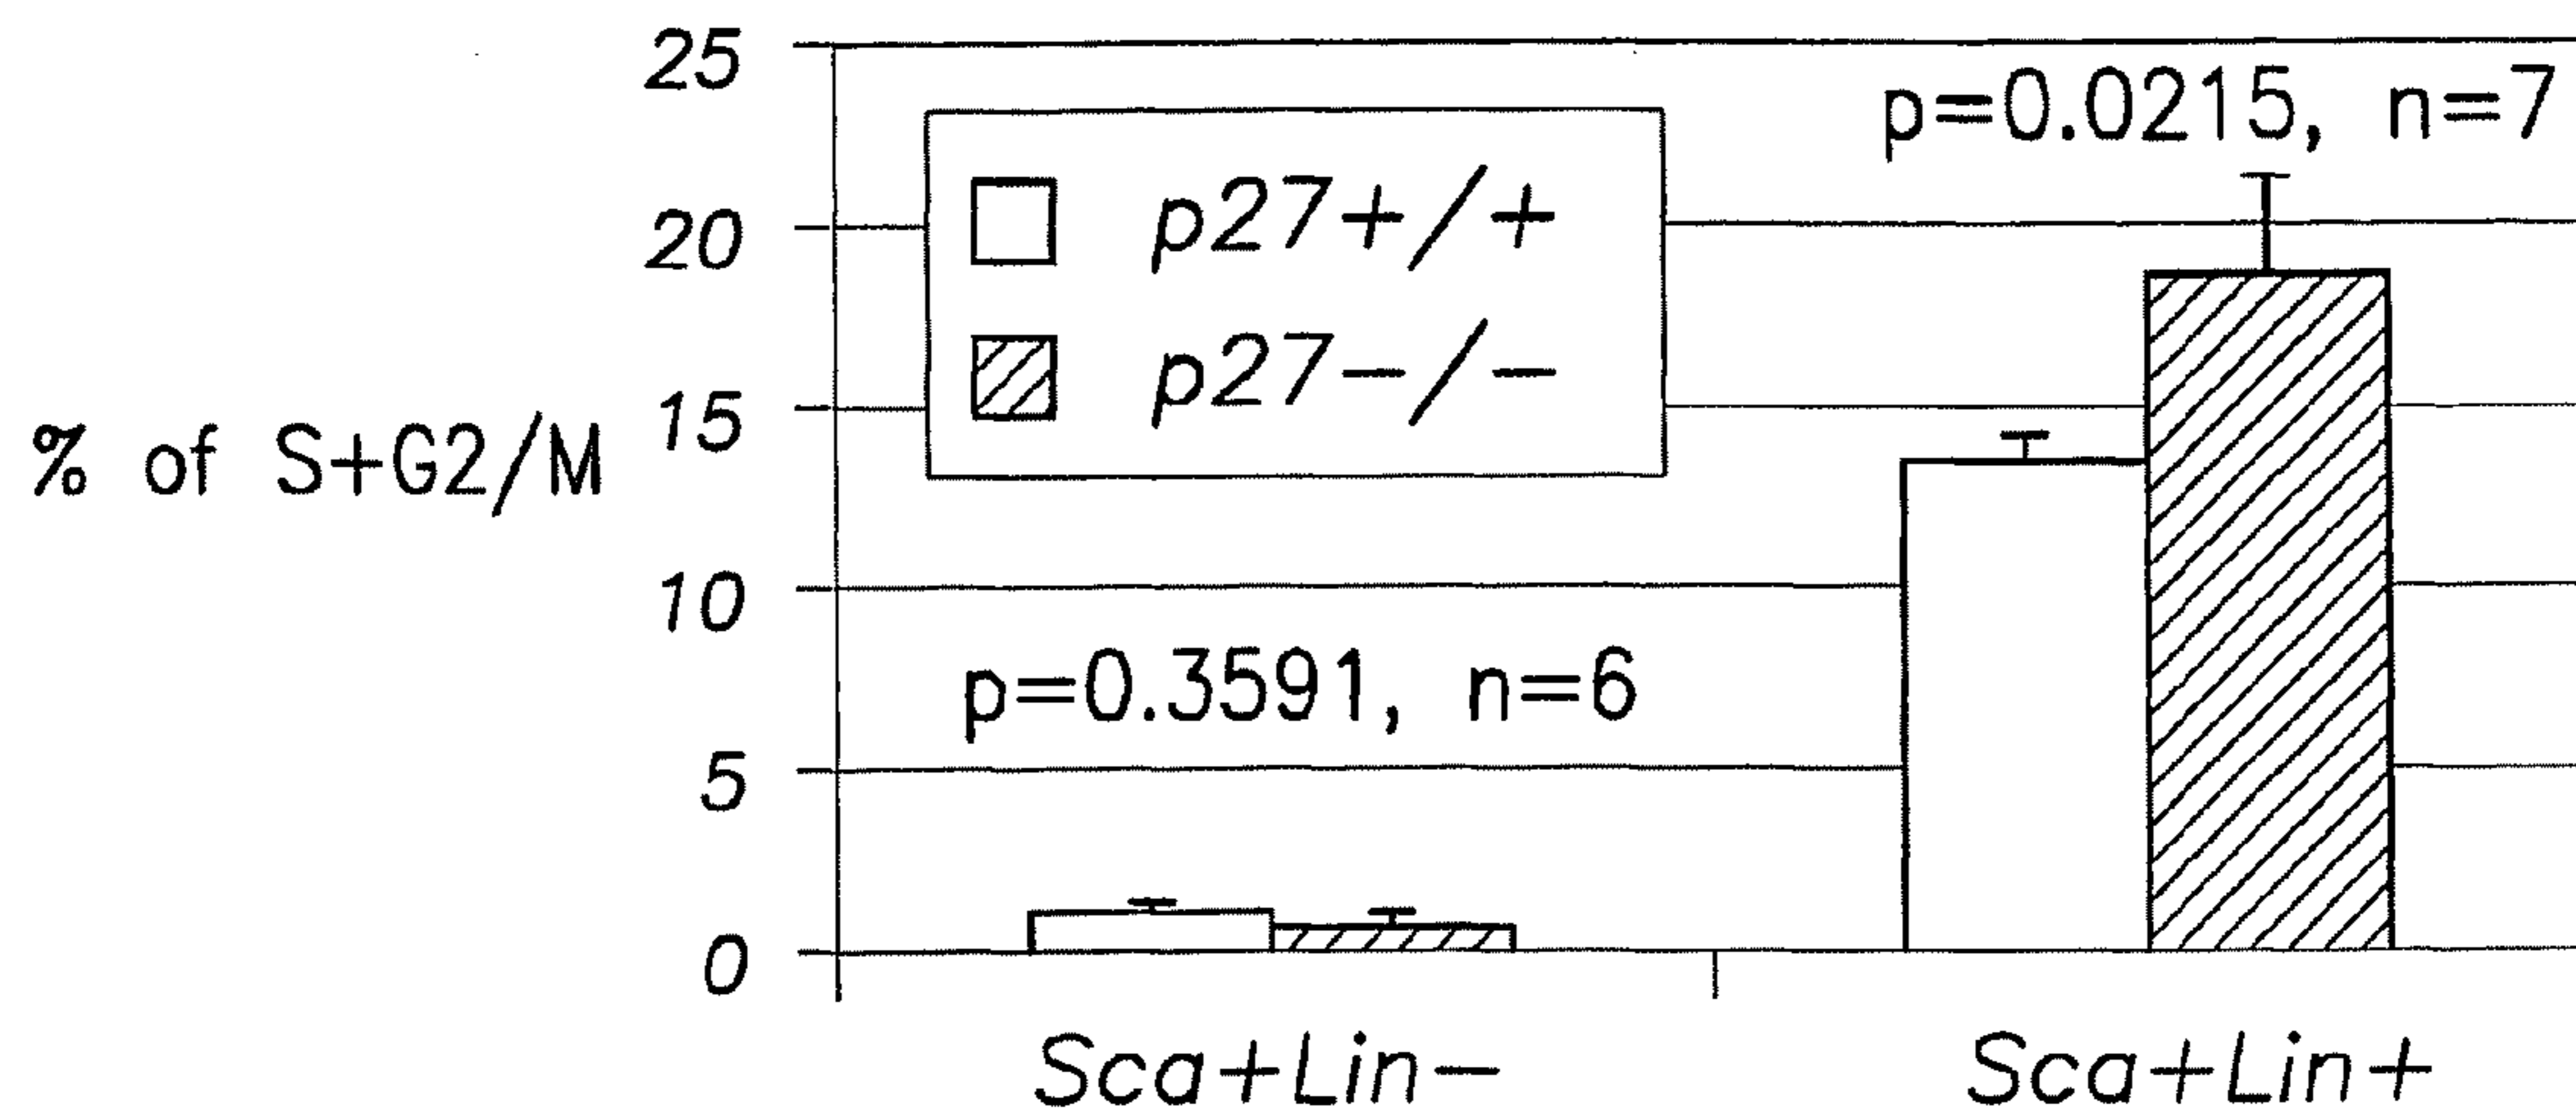 25
p=0.0215, n=7
p27+/+
20
p27-/-
15
% of S+G2/M
10
p=0.3591, n=6
5
0
Sca+Lin-
Sca+Lin+